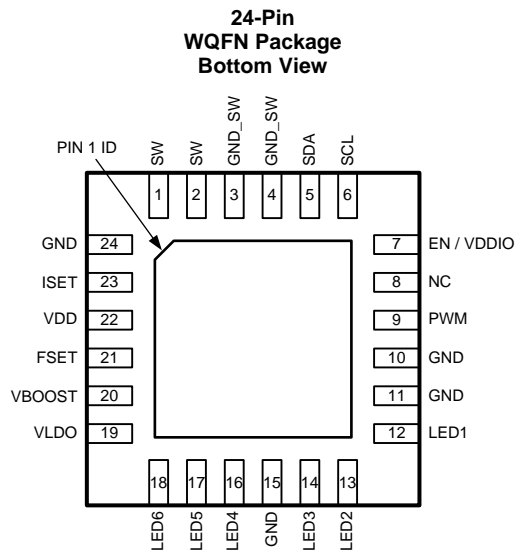 24-Pin
WQFN Package
Bottom View
PIN 1 ID
SW
SW
GND_SW
GND_SW
SDA
SCL
1
2
3
4
5
6
GND 24
7 EN / VDDIO
ISET 23
8 NC
VDD 22
9 PWM
FSET 21
10 GND
VBOOST 20
11 GND
VLDO 19
12 LED1
18
17
16
15
14
13
LED6
LED5
LED4
GND
LED3
LED2